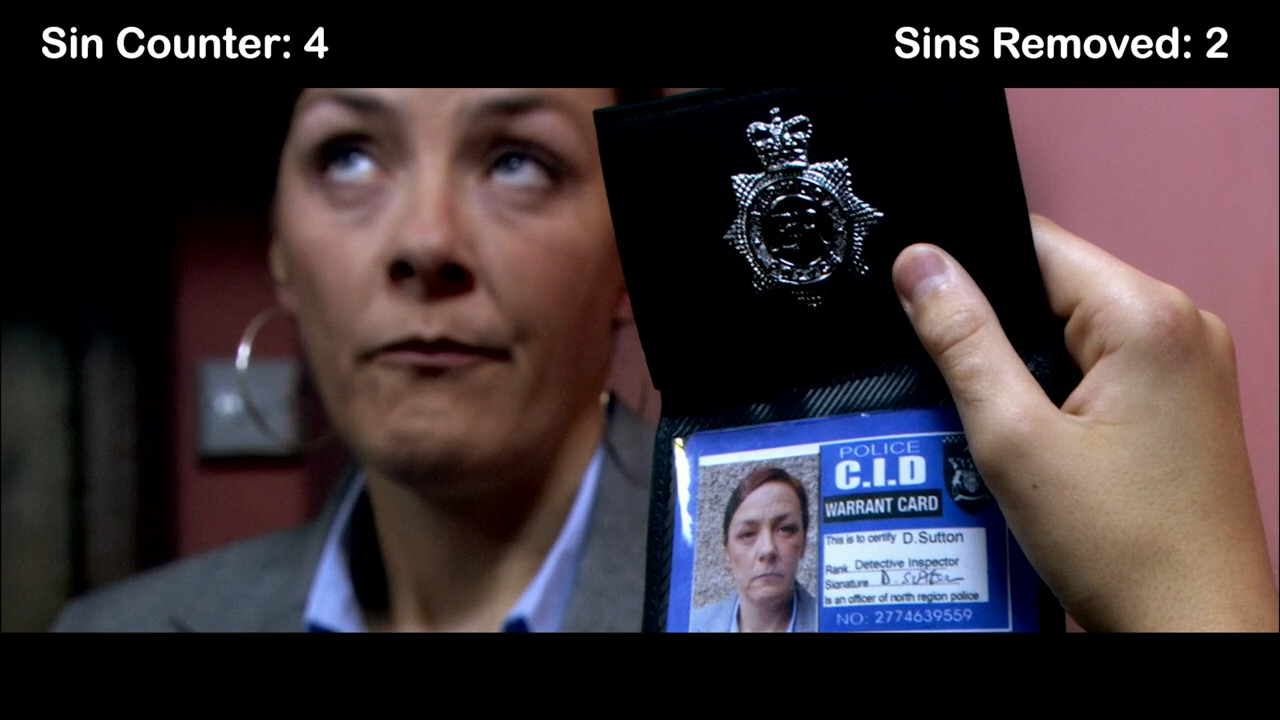 Sin Counter: 4
Sins Removed: 2
POLICE
C.I.D
WARRANT CARD
This is to certify D.Sutton
Rank Detective Inspector
Signature D. Sutton
Is an officer of north region police
NO: 2774639559